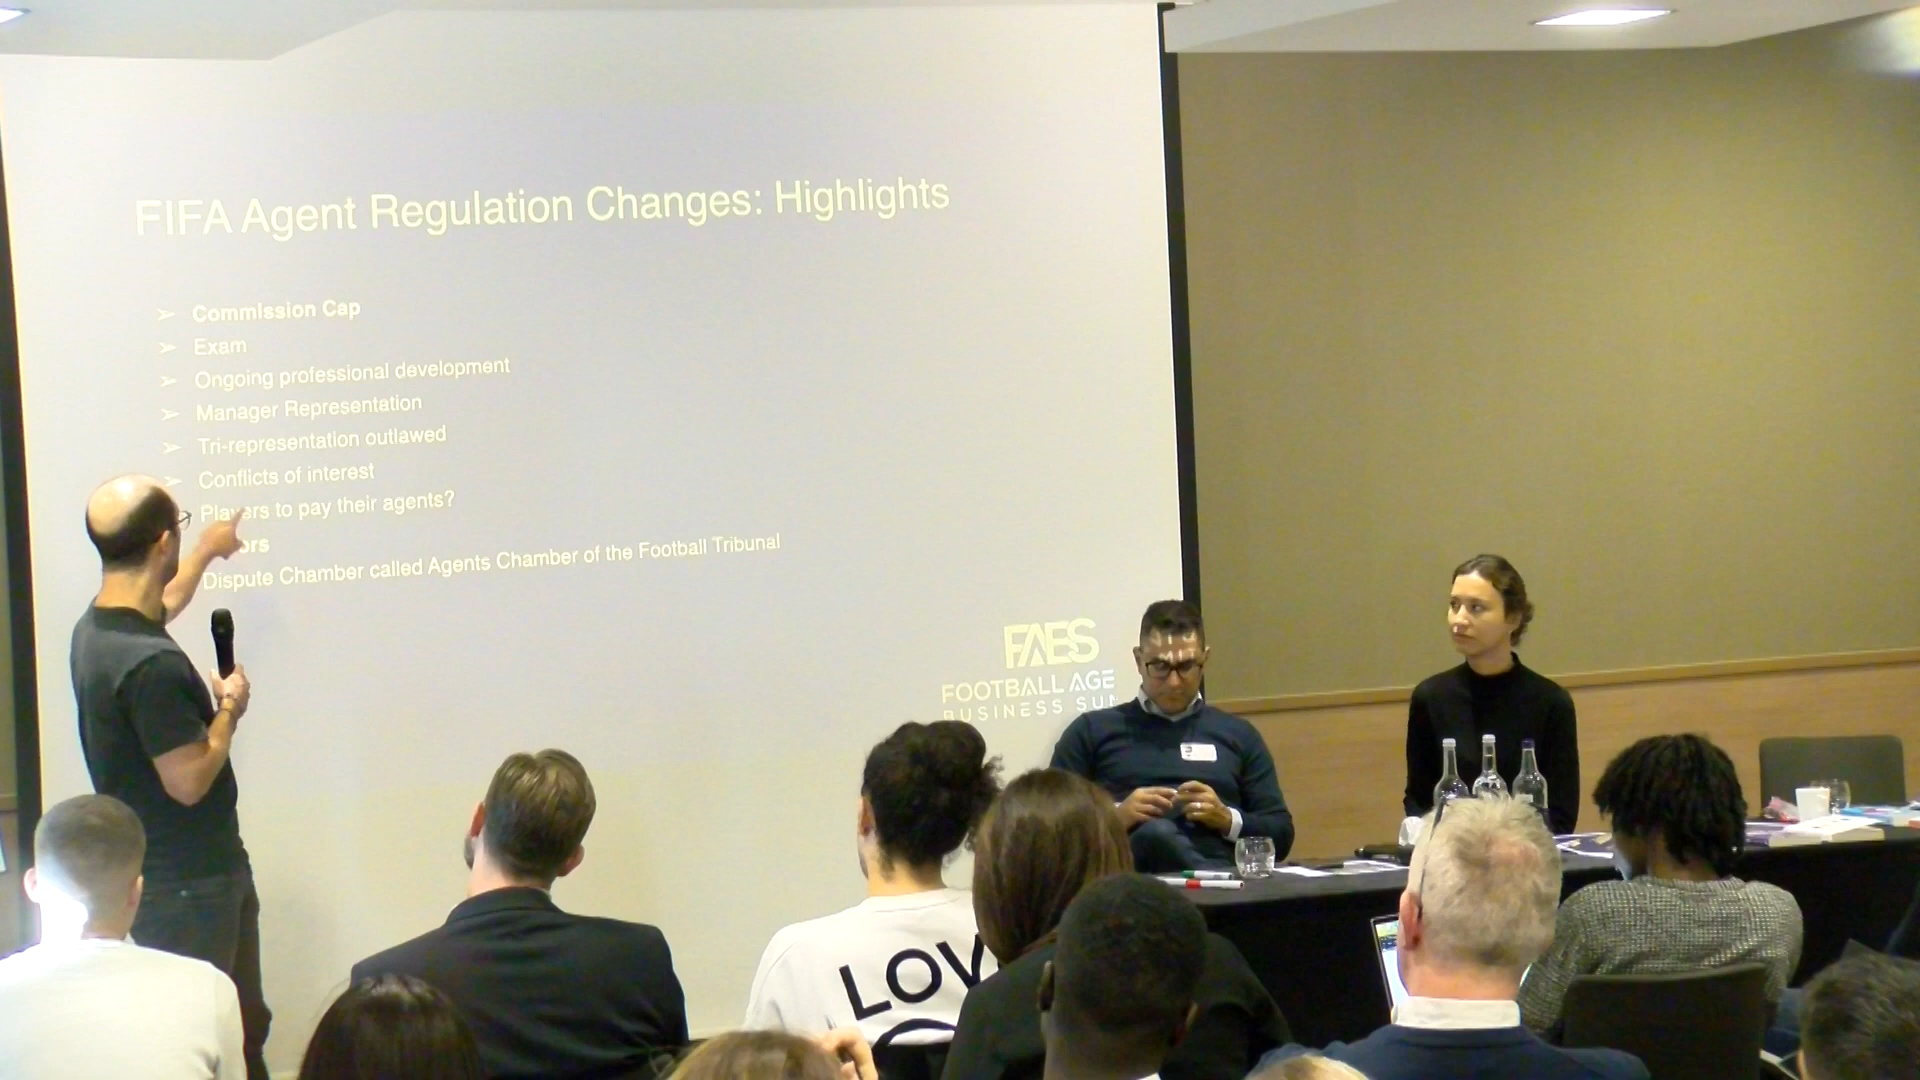 FIFA Agent Regulation Changes: Highlights
➢ Commission Cap
➢ Exam
➢ Ongoing professional development
➢ Manager Representation
➢ Tri-representation outlawed
➢ Conflicts of interest
Players to pay their agents?
ors
Dispute Chamber called Agents Chamber of the Football Tribunal
FAES
FOOTBALL AGE
BUSINESS SUM
LOV